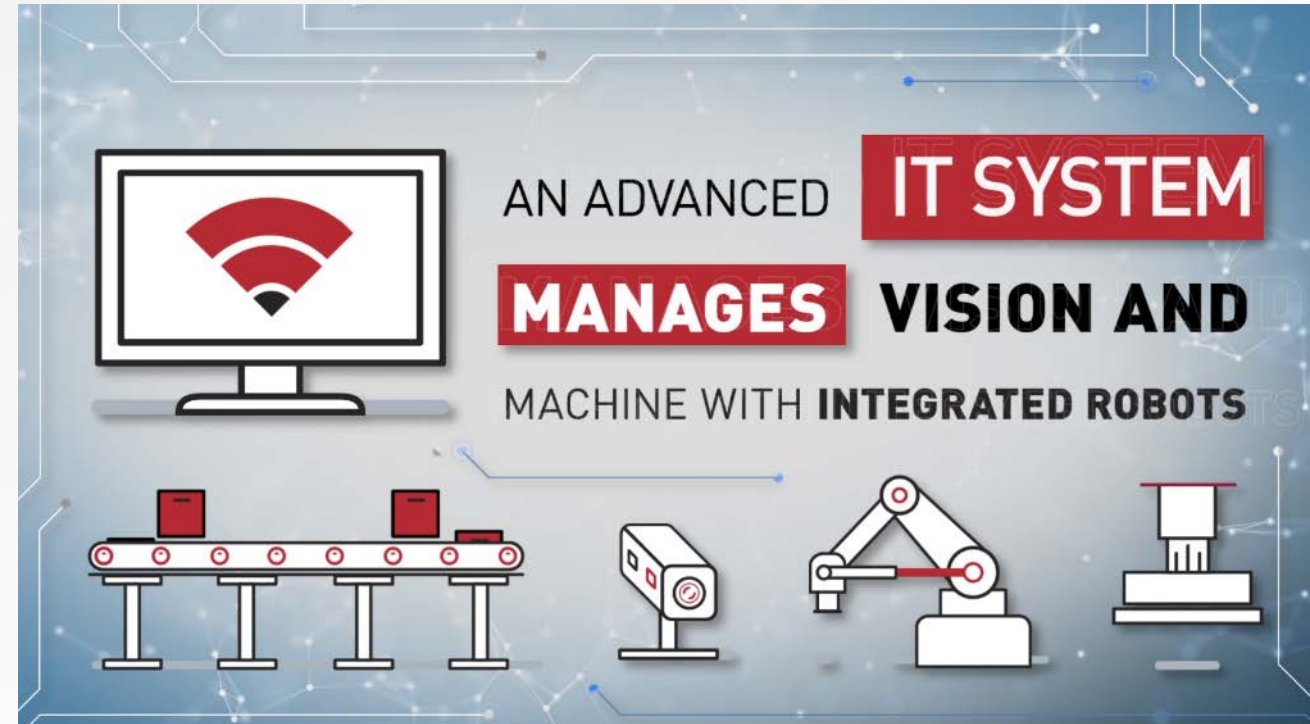 AN ADVANCED IT SYSTEM
MANAGES VISION AND
MACHINE WITH INTEGRATED ROBOTS